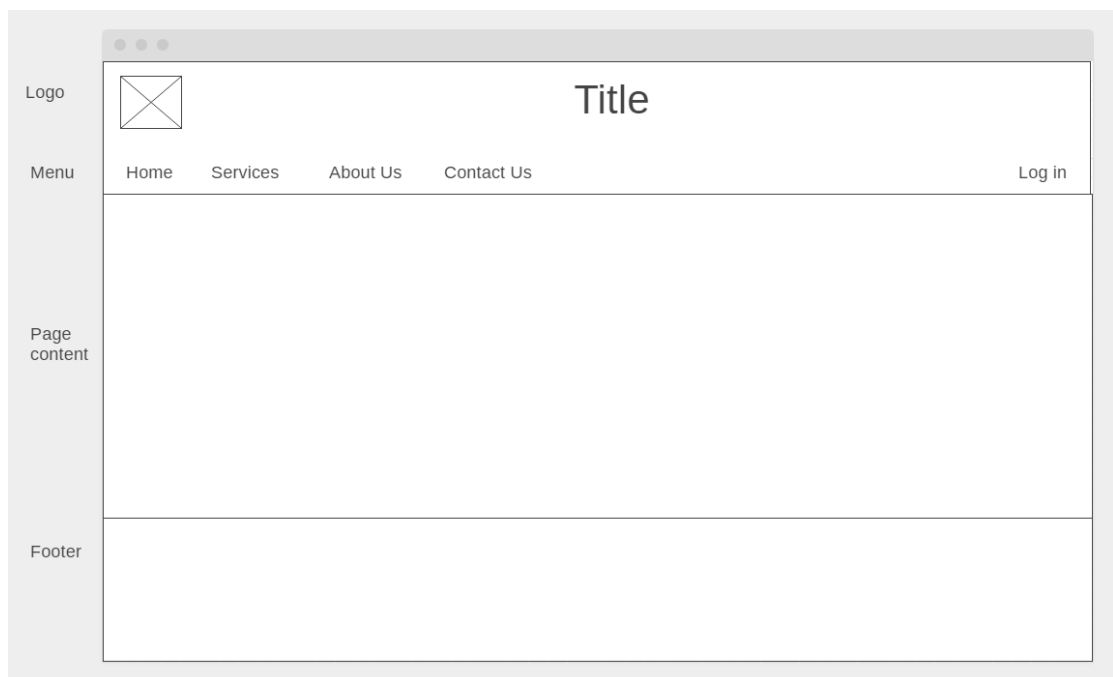 Logo
Title
Menu
Home Services About Us Contact Us Log in
Page
content
Footer